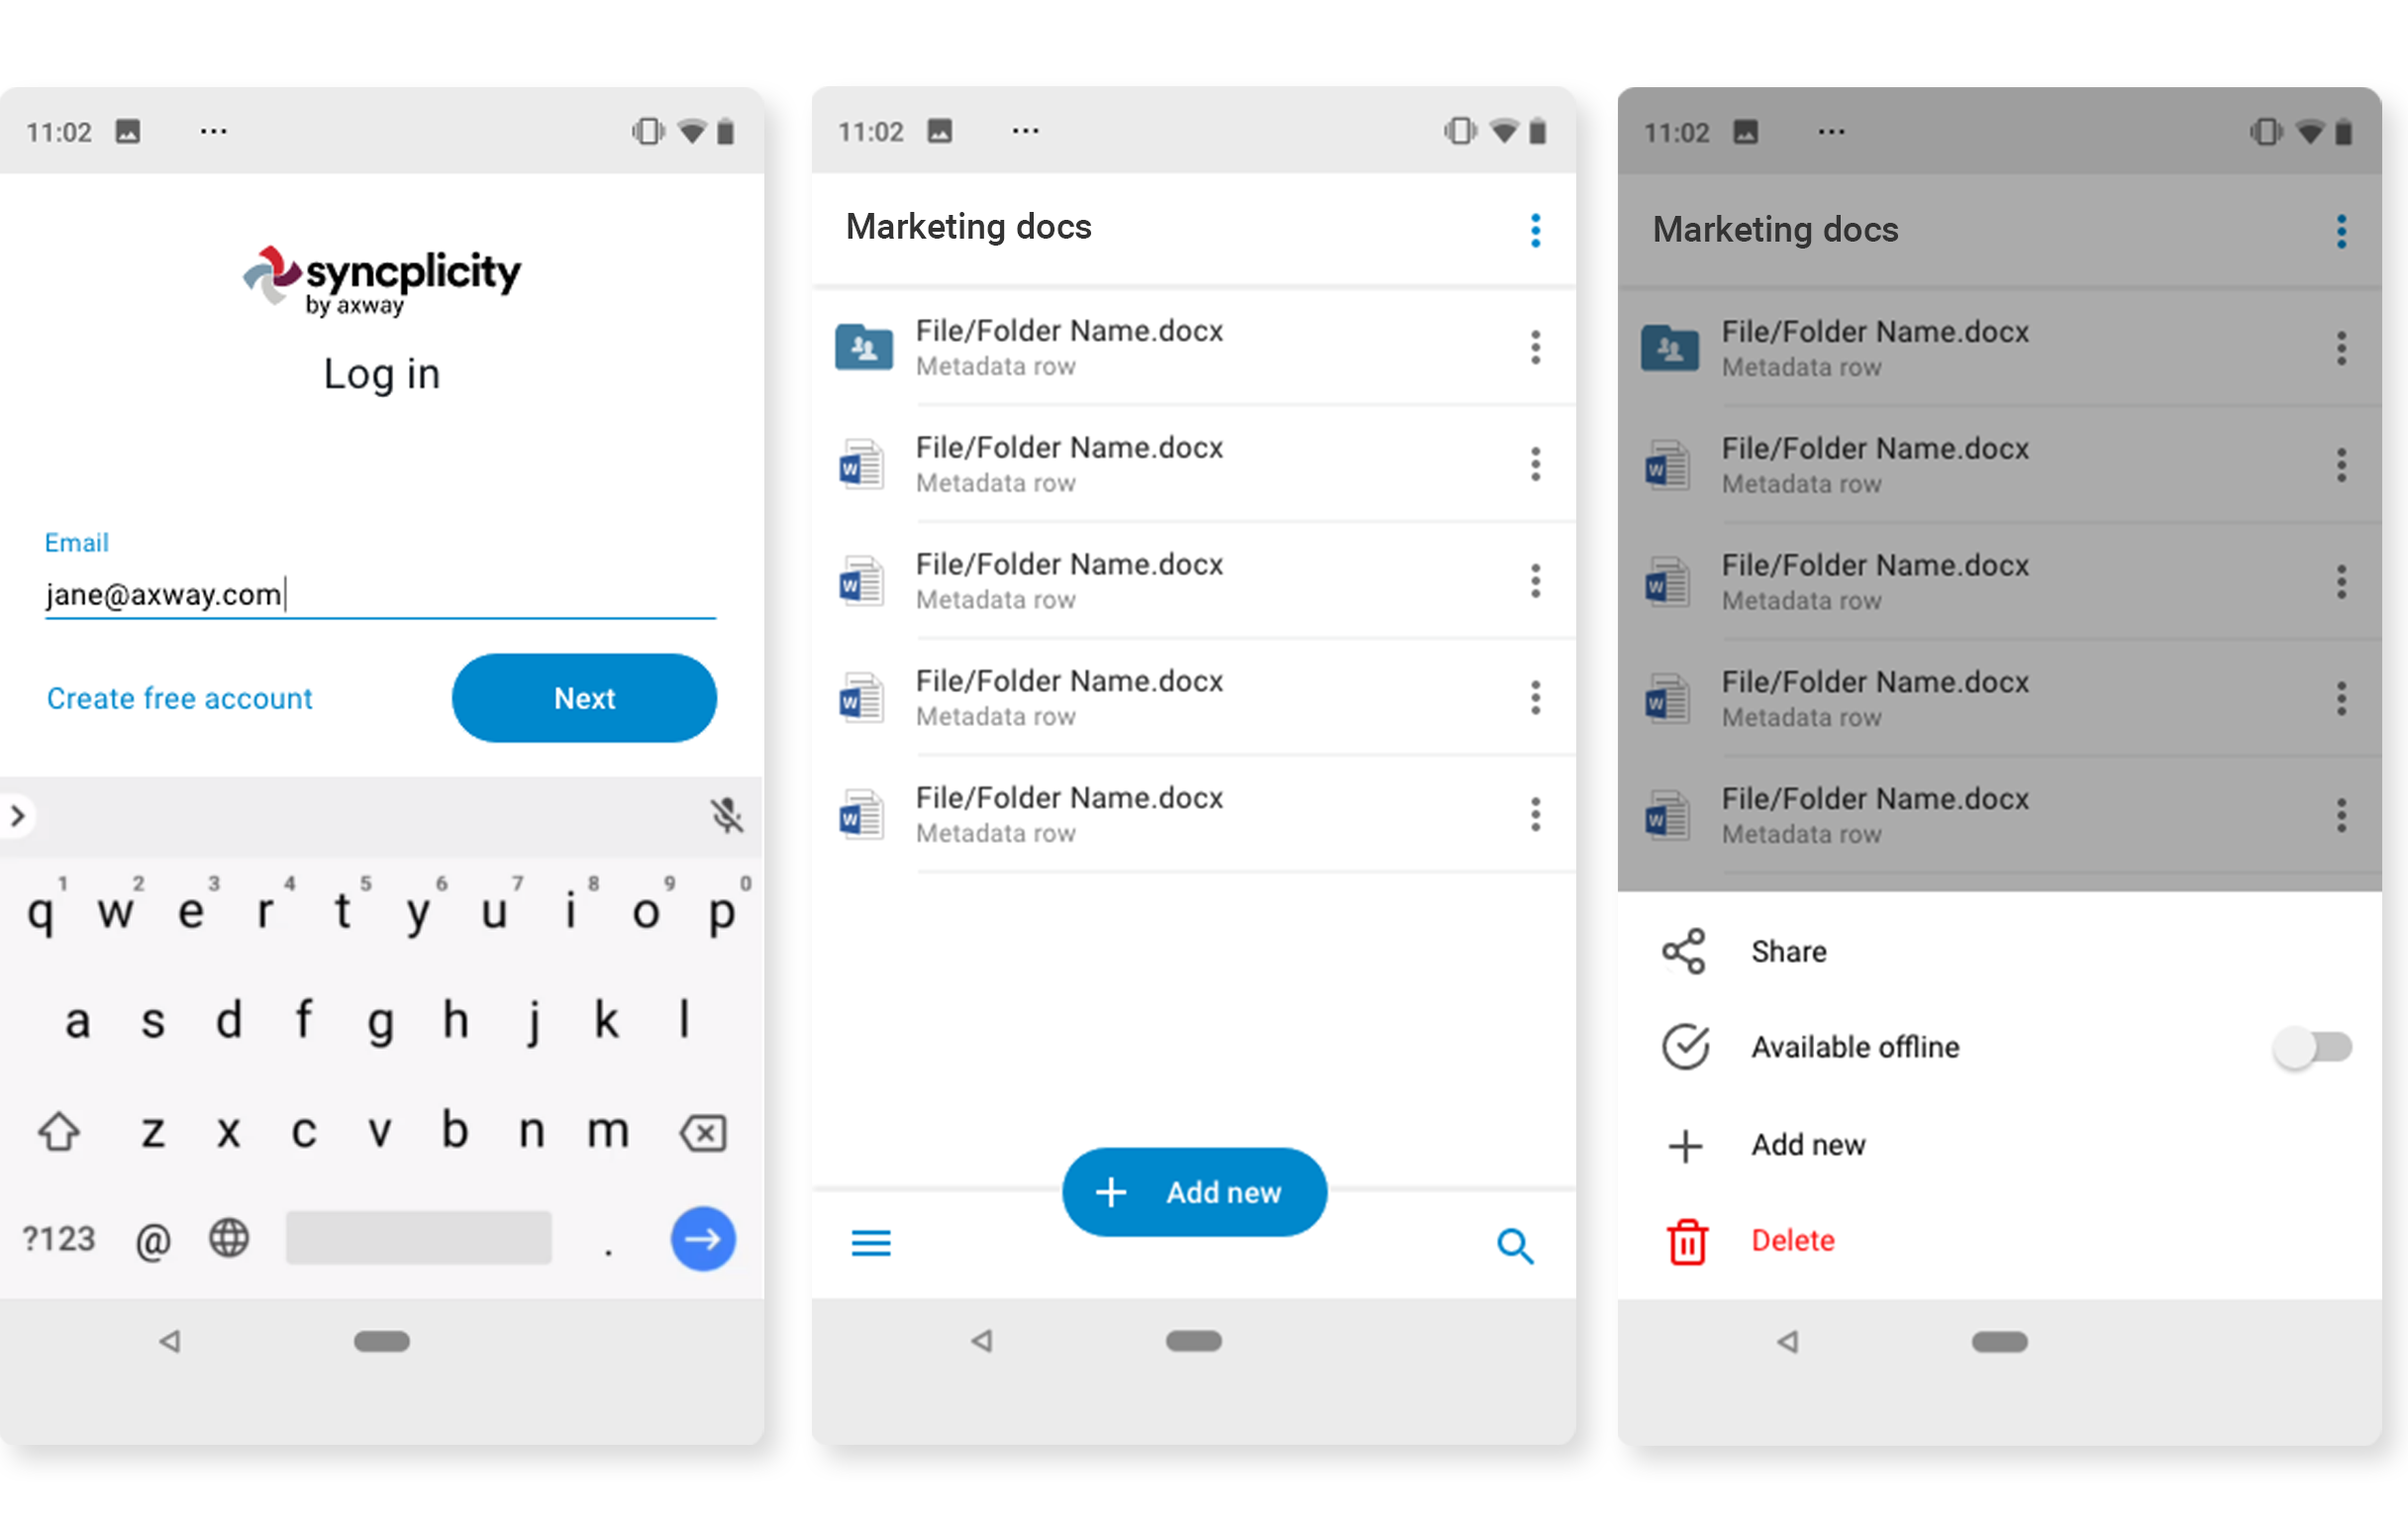 11:02
syncplicity
by axway
Log in
Email
jane@axway.com
Create free account
Next
1 2 3 4 5 6 7 8 9 0
q w e r t y u i o p
a s d f g h j k l
z x c v b n m
?123 @ .
11:02
Marketing docs
File/Folder Name.docx
Metadata row
W File/Folder Name.docx
Metadata row
W File/Folder Name.docx
Metadata row
W File/Folder Name.docx
Metadata row
W File/Folder Name.docx
Metadata row
+ Add new
11:02
Marketing docs
File/Folder Name.docx
Metadata row
W File/Folder Name.docx
Metadata row
W File/Folder Name.docx
Metadata row
W File/Folder Name.docx
Metadata row
W File/Folder Name.docx
Metadata row
Share
Available offline
+ Add new
Delete